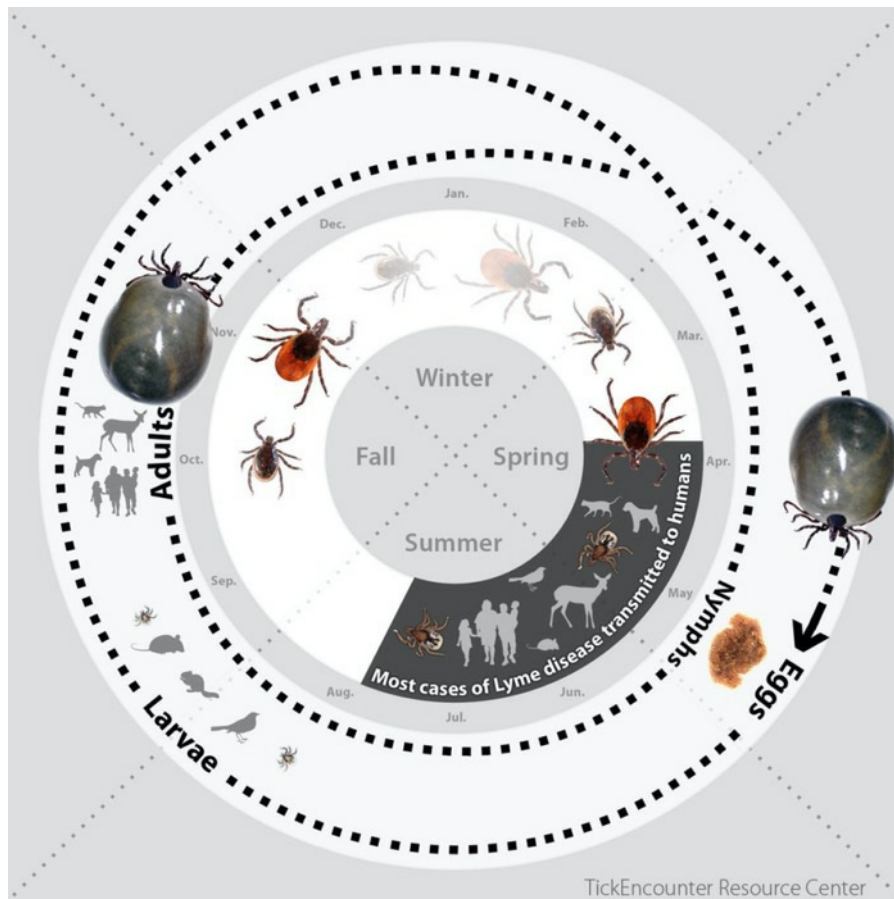 Jan.
Feb.
Mar.
Apr.
May
Jun.
Jul.
Aug.
Sep.
Oct.
Nov.
Dec.
Winter
Spring
Summer
Fall
Most cases of Lyme disease transmitted to humans
Eggs
Larvae
Nymphs
Adults
TickEncounter Resource Center